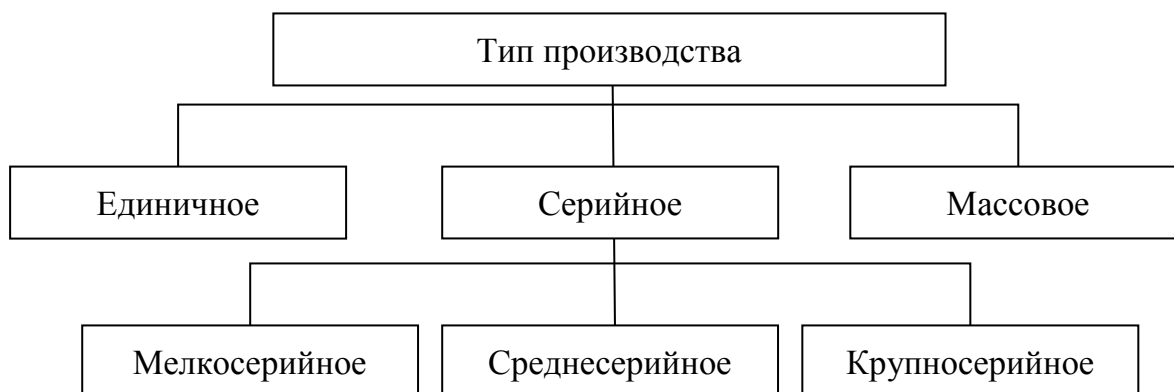 Тип производства
Единичное
Серийное
Массовое
Мелкосерийное
Среднесерийное
Крупносерийное